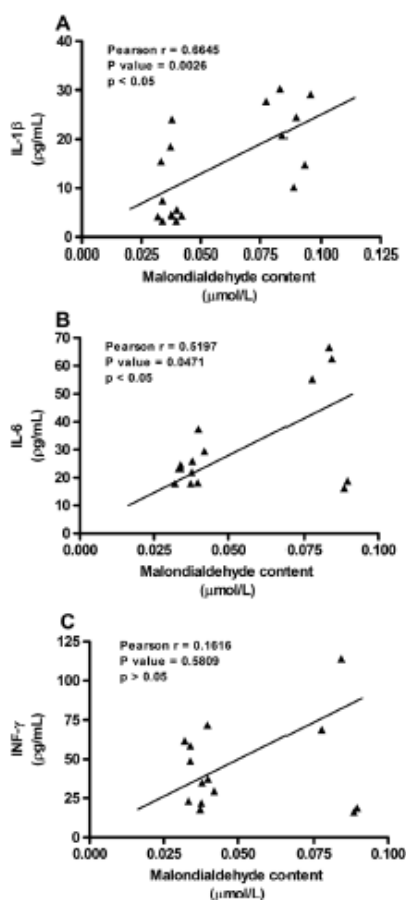 A
Pearson r = 0.6645
P value = 0.0026
p < 0.05
IL-1β
(ρg/mL)
40
30
20
10
0
0.000 0.025 0.050 0.075 0.100 0.125
Malondialdehyde content
(μmol/L)
B
Pearson r = 0.5197
P value = 0.0471
p < 0.05
IL-6
(ρg/mL)
70
60
50
40
30
20
10
0
0.000 0.025 0.050 0.075 0.100
Malondialdehyde content
(μmol/L)
C
Pearson r = 0.1616
P value = 0.5809
p > 0.05
INF-γ
(ρg/mL)
125
100
75
50
25
0
0.000 0.025 0.050 0.075 0.100
Malondialdehyde content
(μmol/L)